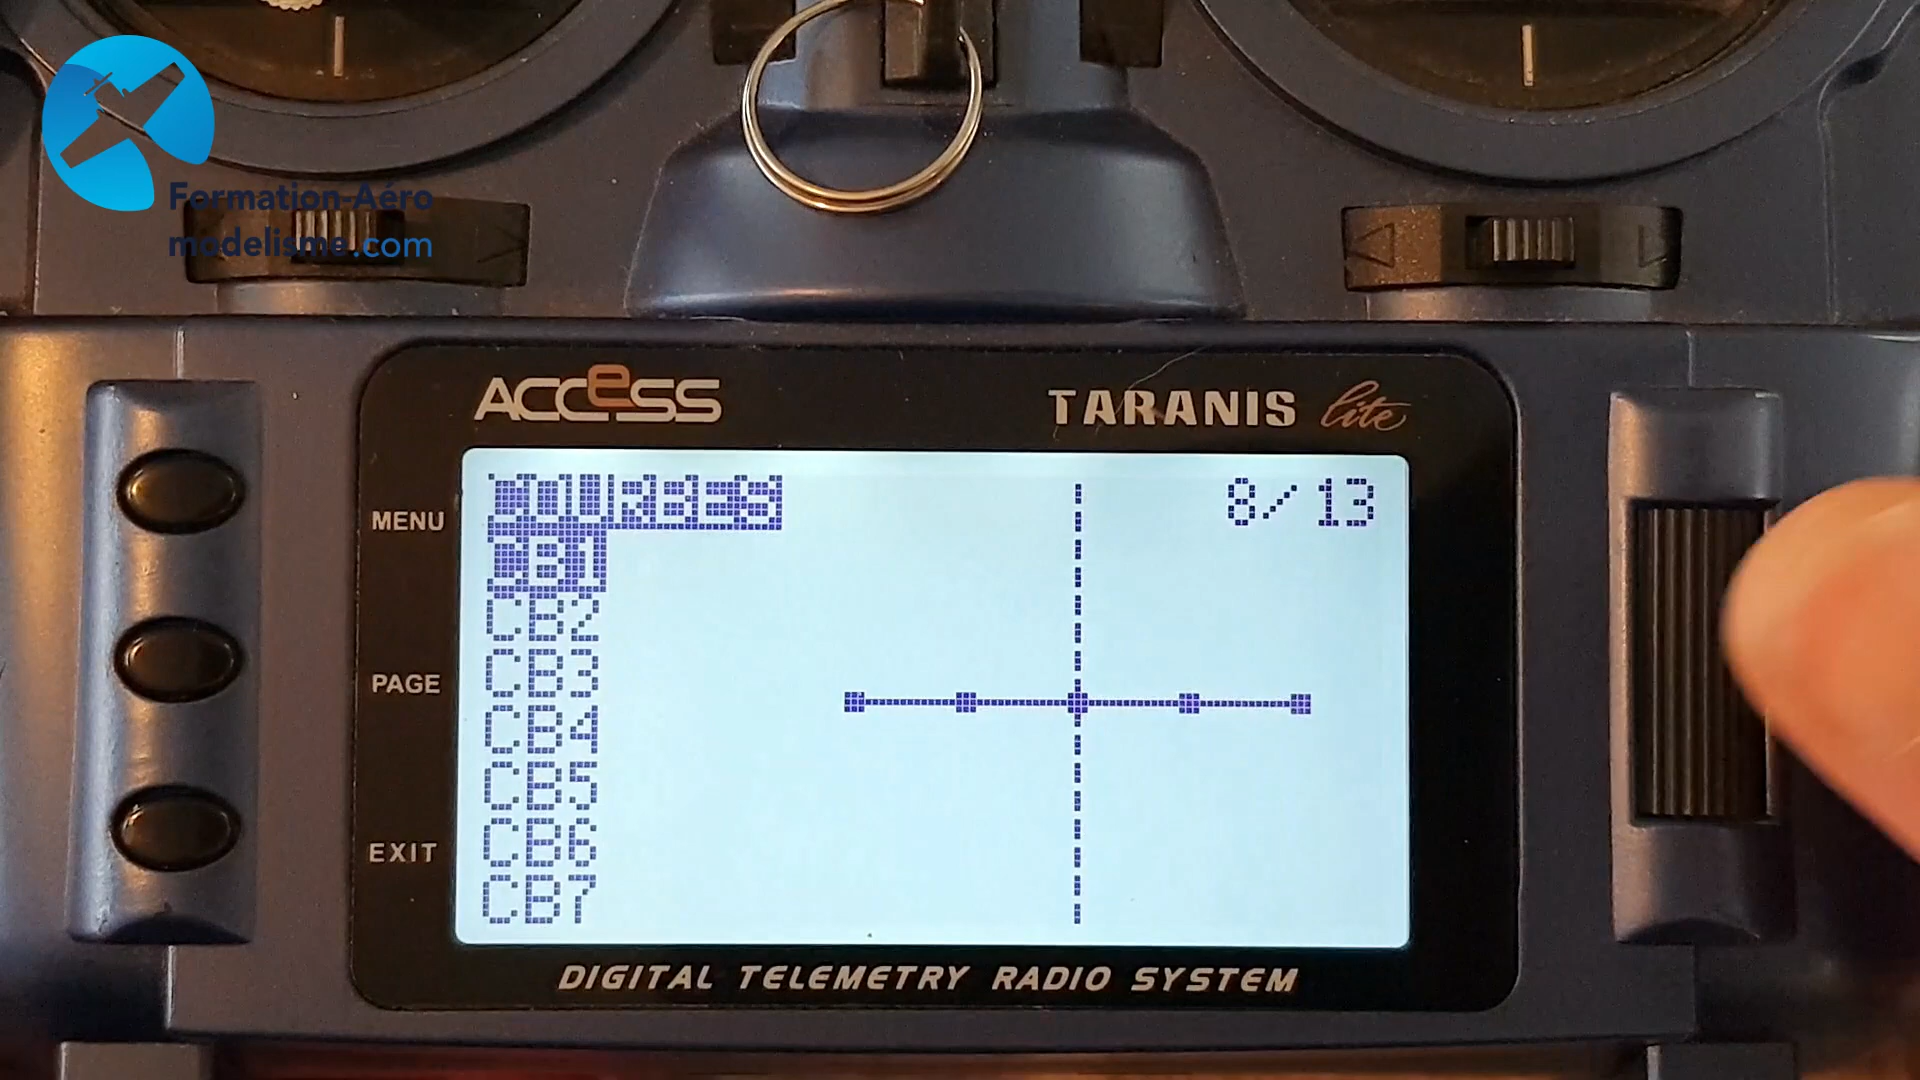 Formation-Aéro
modelisme.com
ACCeSS
TARANIS lite
MENU
PAGE
EXIT
COURBES
8/13
CB1
CB2
CB3
CB4
CB5
CB6
CB7
DIGITAL TELEMETRY RADIO SYSTEM